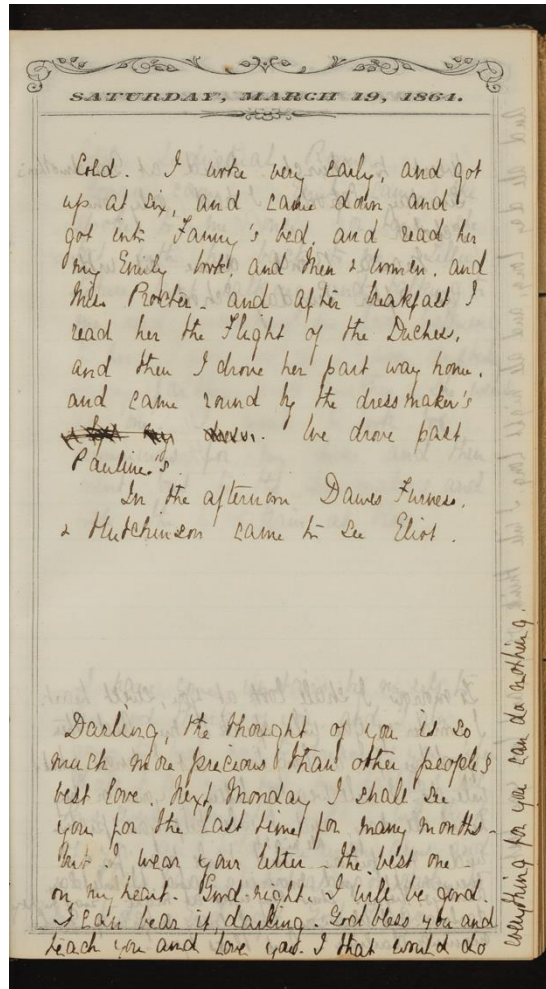 SATURDAY, MARCH 19, 1864.
Cold. I woke very early, and got
up at six, and came down and
got into Fanny's bed, and read her
my Emily book, and Men & Women. and
Miss Procter. and after breakfast I
read her the Flight of the Duchess,
and then I drove her part way home.
and came round by the dressmaker's
We drove past
Pauline's.
In the afternoon Dawes Furness.
& Hutchinson came to see Eliot.
Darling, the thought of you is so
much more precious than other people's
best love. Next Monday I shall see
you for the last time for many months -
but I wear your letter - the best one -
on my heart. Good-night. I will be good.
I can bear it darling. God bless you and
teach you and love you. I that would do
everything for you can do nothing.